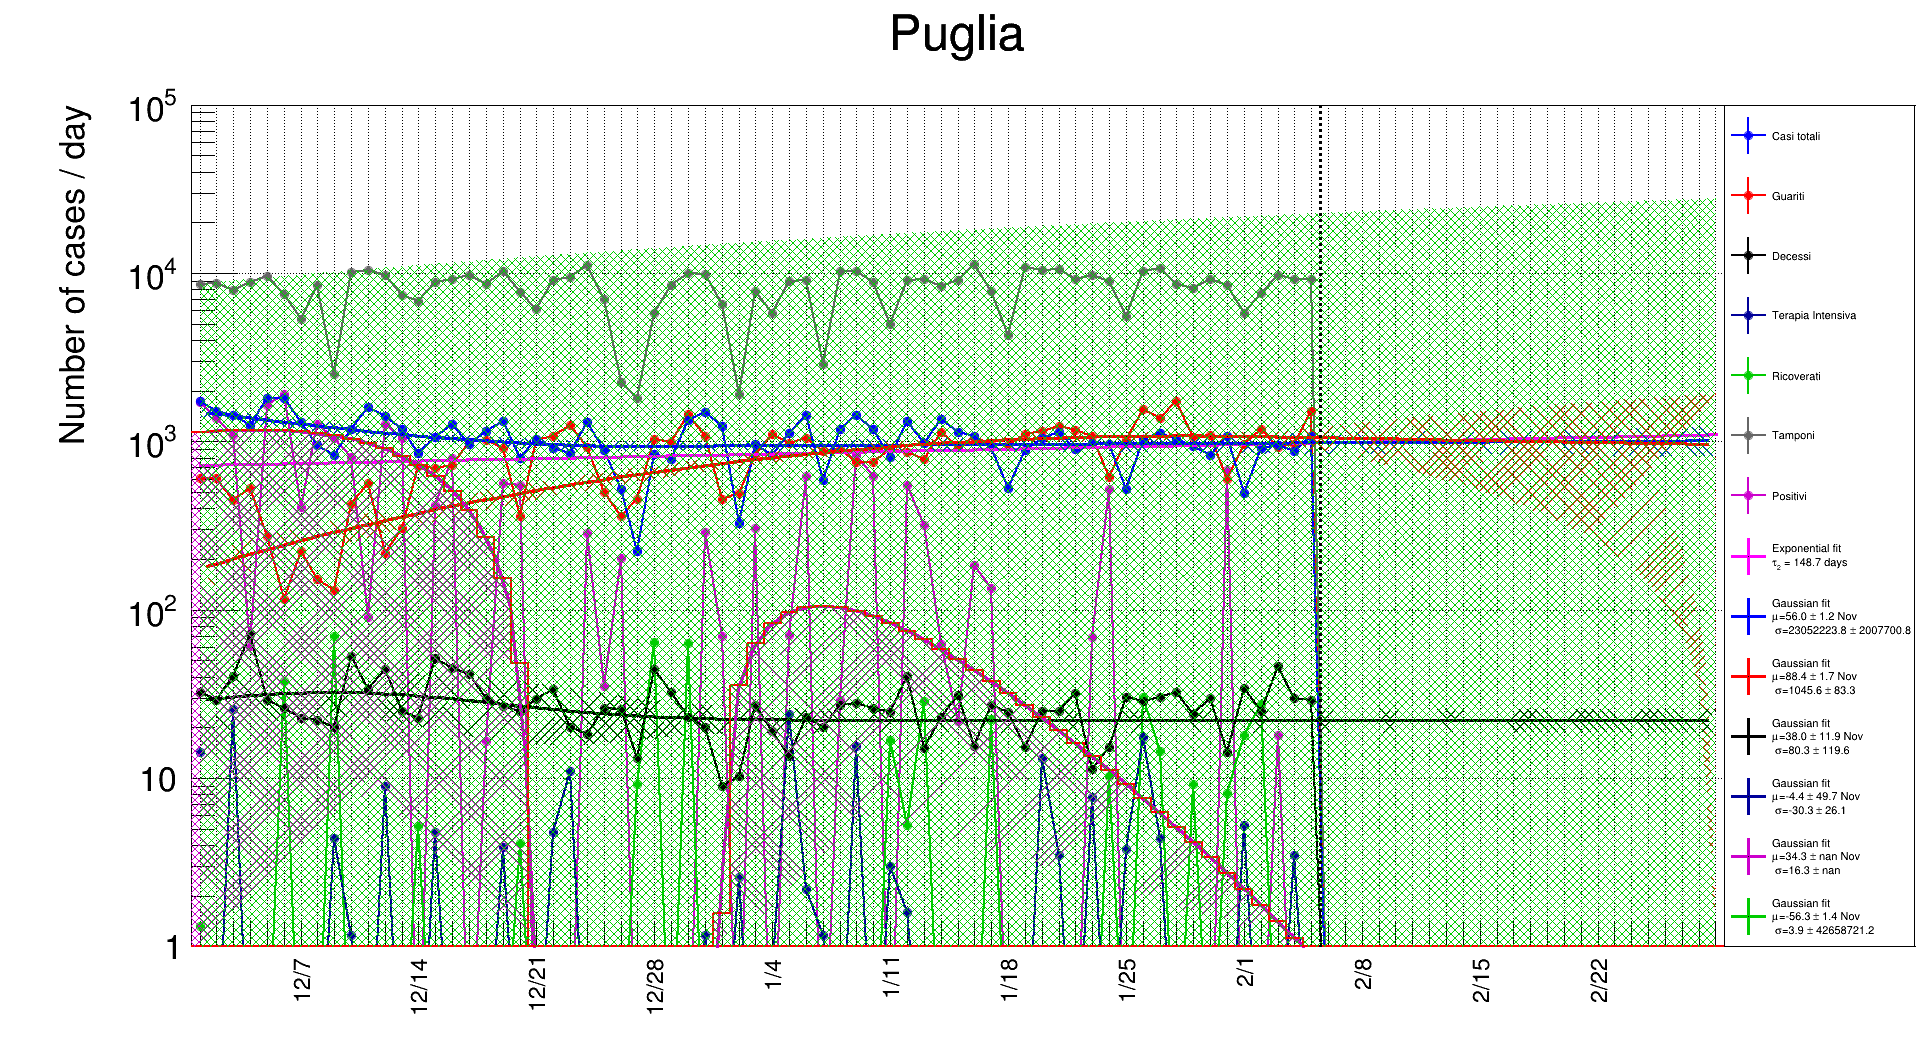 Puglia
Number of cases / day
10^5
10^4
10^3
10^2
10
1
12/7
12/14
12/21
12/28
1/4
1/11
1/18
1/25
2/1
2/8
2/15
2/22
Casi totali
Guariti
Decessi
Terapia Intensiva
Ricoverati
Tamponi
Positivi
Exponential fit
τ₂ = 148.7 days
Gaussian fit
μ=56.0 ± 1.2 Nov
σ=23052223.8 ± 2007700.8
Gaussian fit
μ=88.4 ± 1.7 Nov
σ=1045.6 ± 83.3
Gaussian fit
μ=38.0 ± 11.9 Nov
σ=80.3 ± 119.6
Gaussian fit
μ=-4.4 ± 49.7 Nov
σ=-30.3 ± 26.1
Gaussian fit
μ=34.3 ± nan Nov
σ=16.3 ± nan
Gaussian fit
μ=-56.3 ± 1.4 Nov
σ=3.9 ± 42658721.2